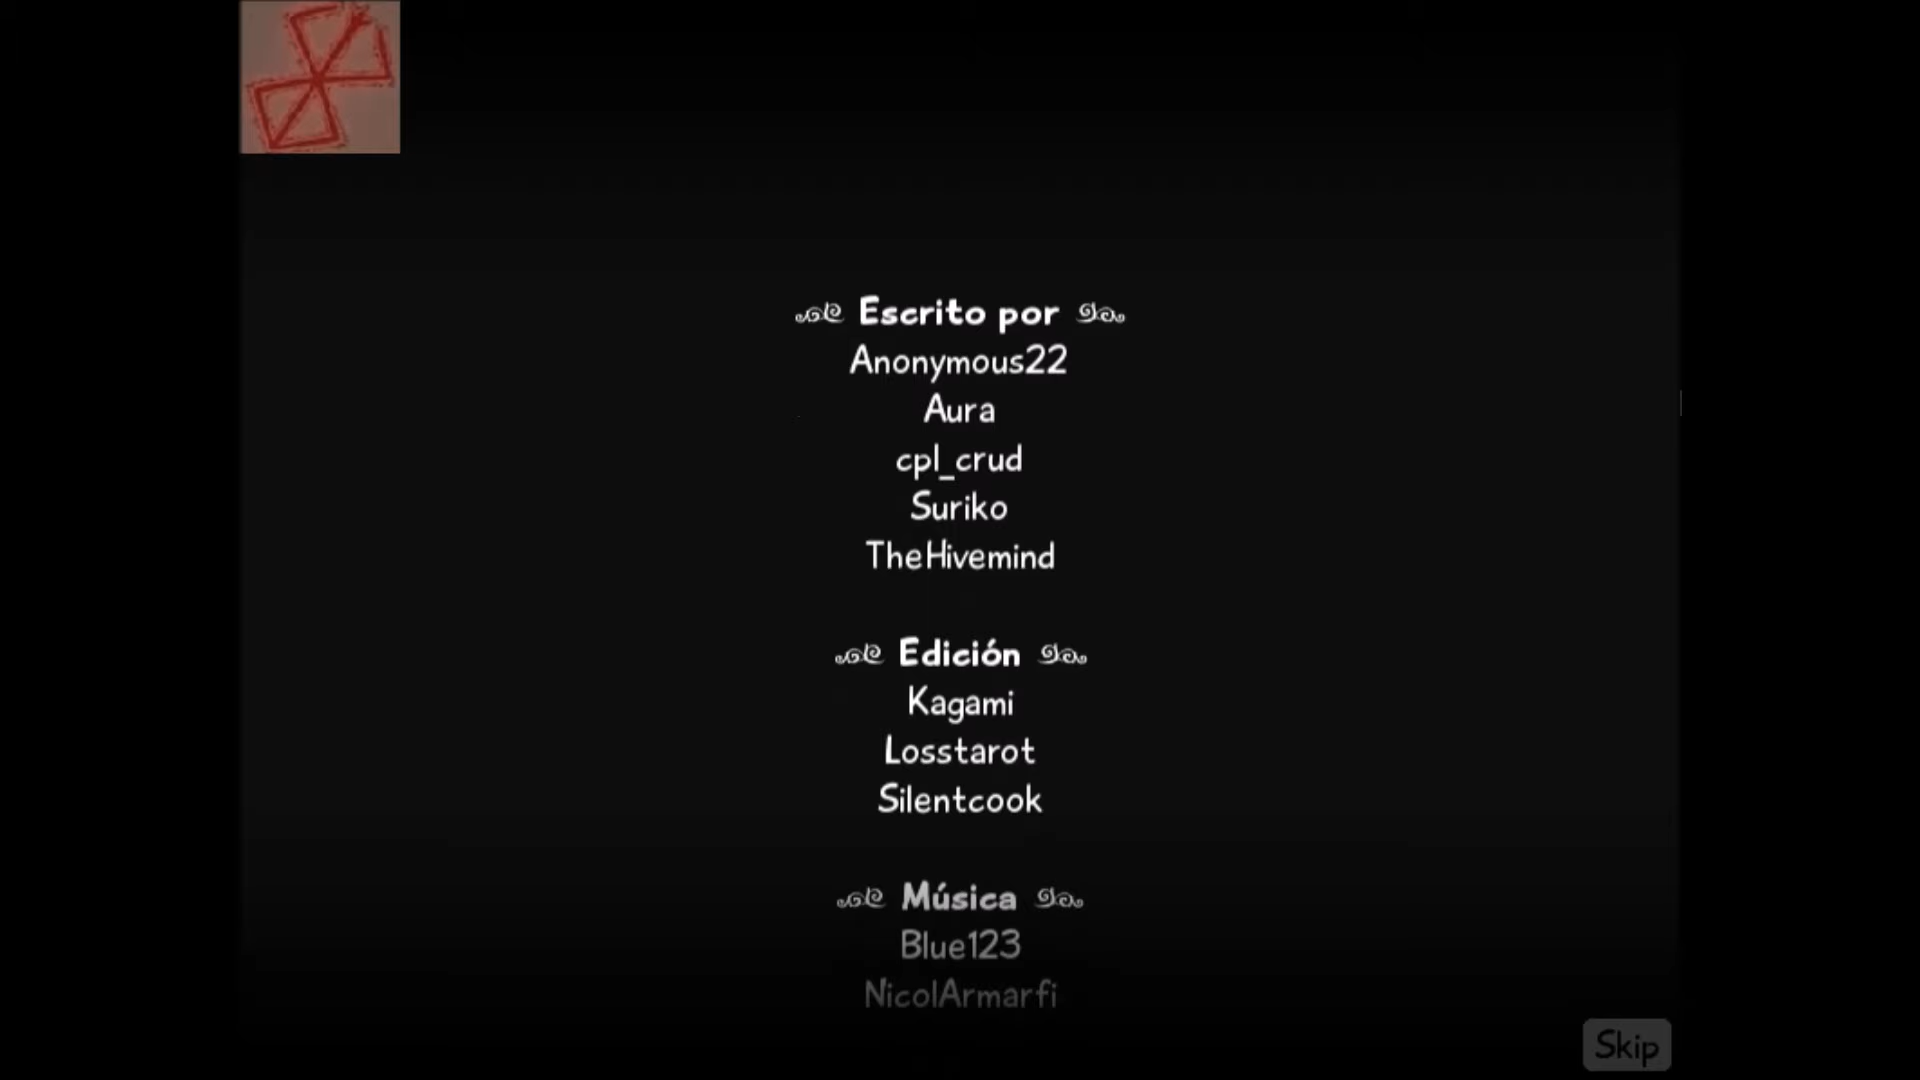 Escrito por
Anonymous22
Aura
cpl_crud
Suriko
TheHivemind
Edición
Kagami
Losstarot
Silentcook
Música
Blue123
NicolArmarfi
Skip